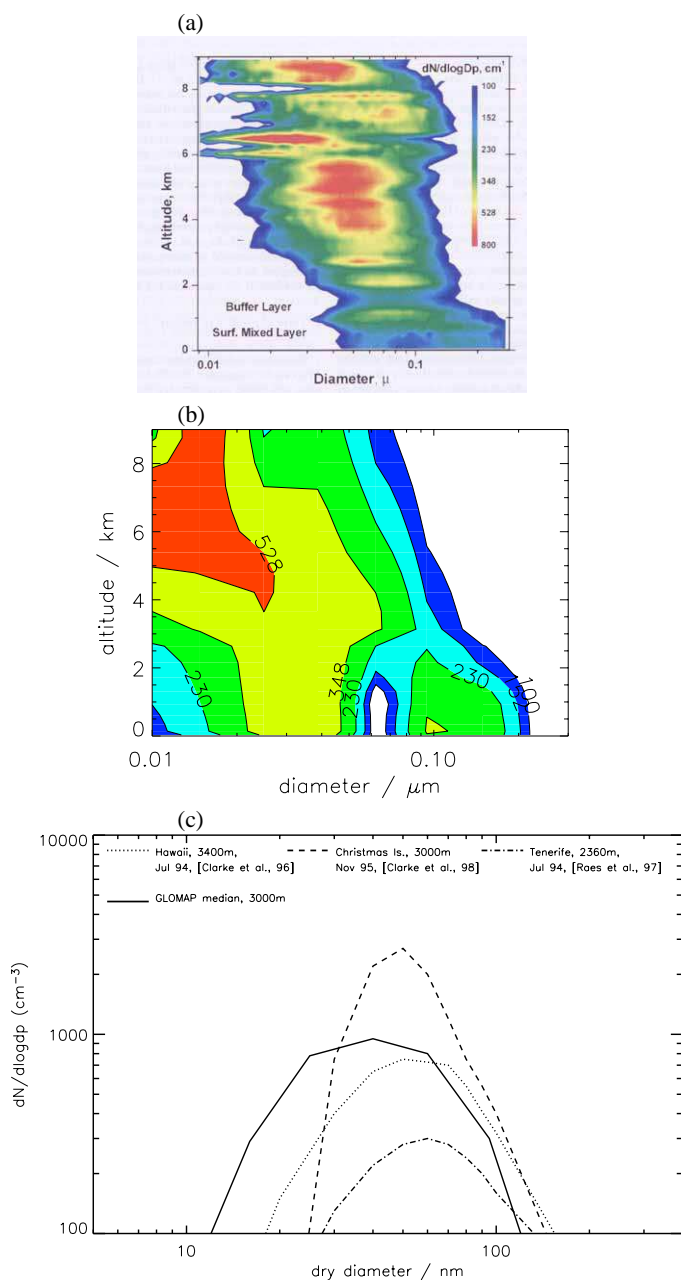 (a)
dN/dlogDp, cm⁻¹
8
6
4
2
0
Altitude, km
100
152
230
348
528
800
Buffer Layer
Surf. Mixed Layer
0.01
0.1
Diameter, μ
(b)
8
6
4
2
0
altitude / km
528
230
348
230
230
152
100
0.01
0.10
diameter / μm
(c)
10000
1000
100
dN/dlogdp (cm⁻³)
Hawaii, 3400m,
Jul 94, [Clarke et al., 96]
Christmas Is., 3000m
Nov 95, [Clarke et al., 98]
Tenerife, 2360m,
Jul 94, [Raes et al., 97]
GLOMAP median, 3000m
10
100
dry diameter / nm